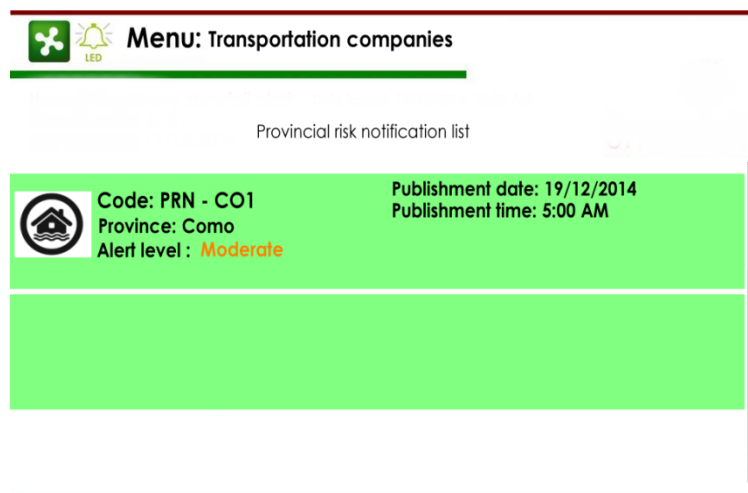 LED
Menu: Transportation companies
Provincial risk notification list
Code: PRN - CO1
Province: Como
Alert level : Moderate
Publishment date: 19/12/2014
Publishment time: 5:00 AM